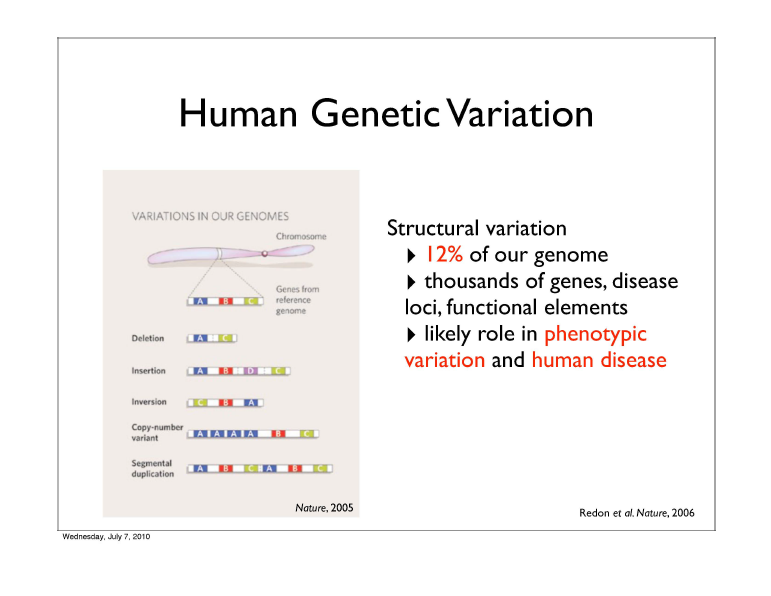 Human Genetic Variation
VARIATIONS IN OUR GENOMES
Chromosome
Genes from
reference
genome
A B C
Deletion
A C
Insertion
A B D C
Inversion
C B A
Copy-number
variant
A A A A B C
Segmental
duplication
A B C A B C
Nature, 2005
Structural variation
‣ 12% of our genome
‣ thousands of genes, disease
loci, functional elements
‣ likely role in phenotypic
variation and human disease
Redon et al. Nature, 2006
Wednesday, July 7, 2010